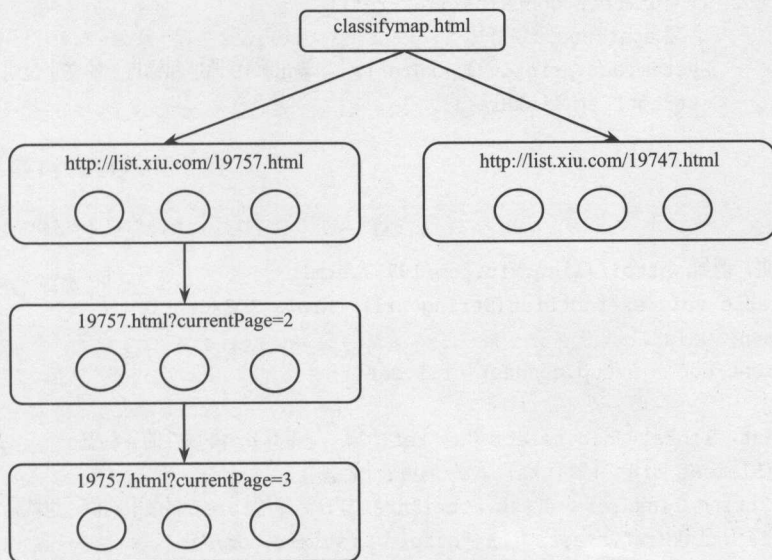 classifymap.html
http://list.xiu.com/19757.html
http://list.xiu.com/19747.html
19757.html?currentPage=2
19757.html?currentPage=3